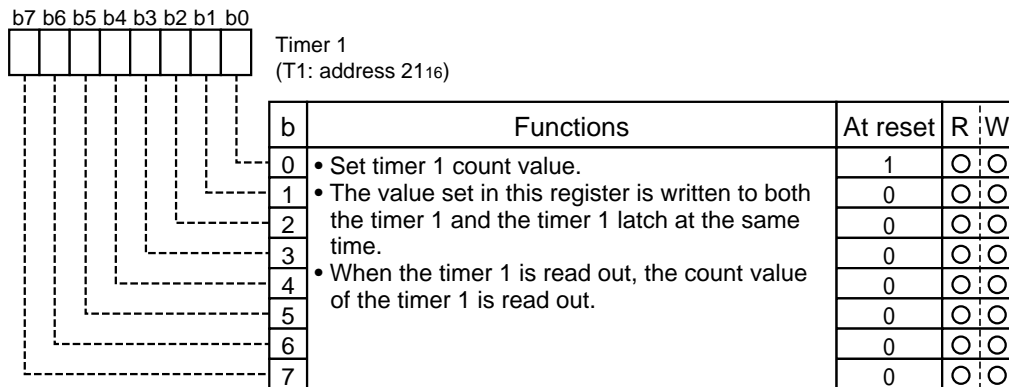 b7 b6 b5 b4 b3 b2 b1 b0
Timer 1
(T1: address 2116)
b Functions At reset R W
0 • Set timer 1 count value. 1 O O
1 • The value set in this register is written to both 0 O O
2 the timer 1 and the timer 1 latch at the same 0 O O
3 time. 0 O O
4 • When the timer 1 is read out, the count value 0 O O
5 of the timer 1 is read out. 0 O O
6 0 O O
7 0 O O